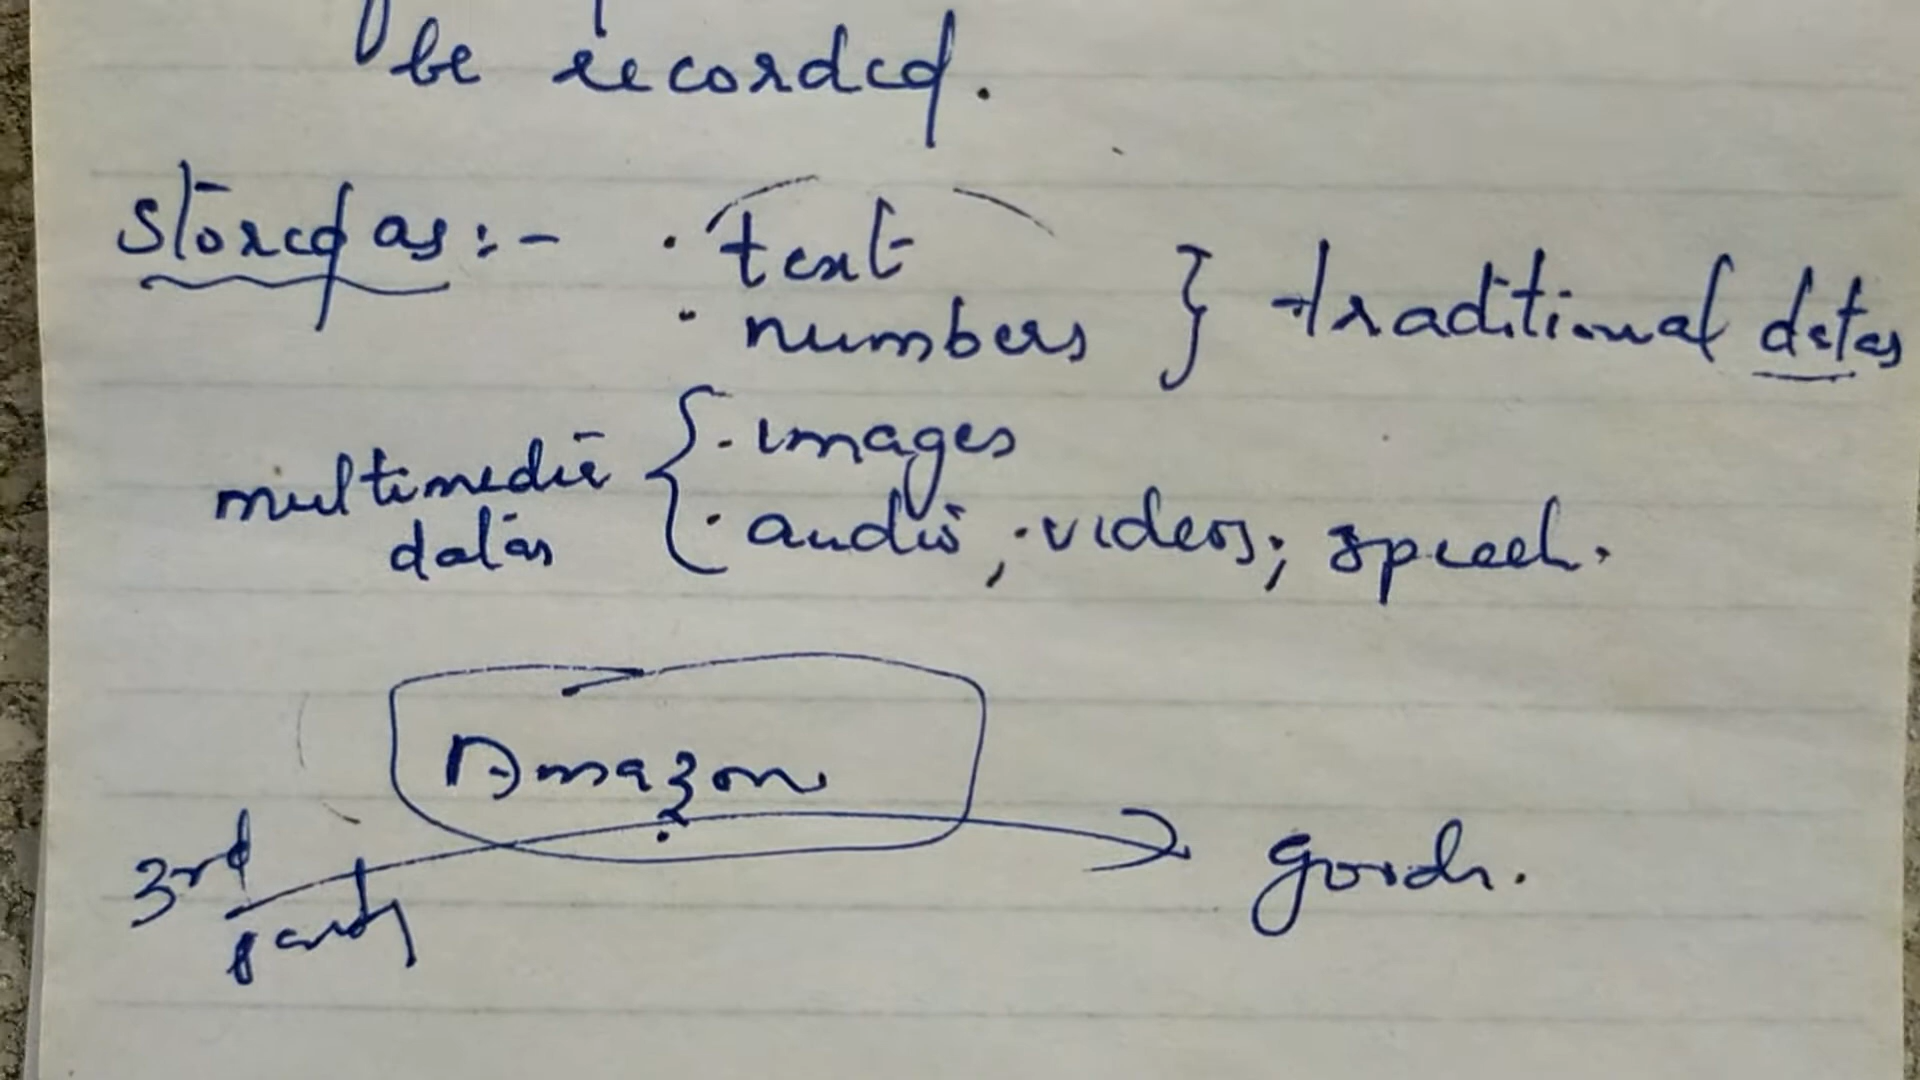 be recorded.
Stored as :- · text
· numbers } traditional datas
multimedia datas { · images
· audio, · videos; speech.
Amazon
3rd party
goods.